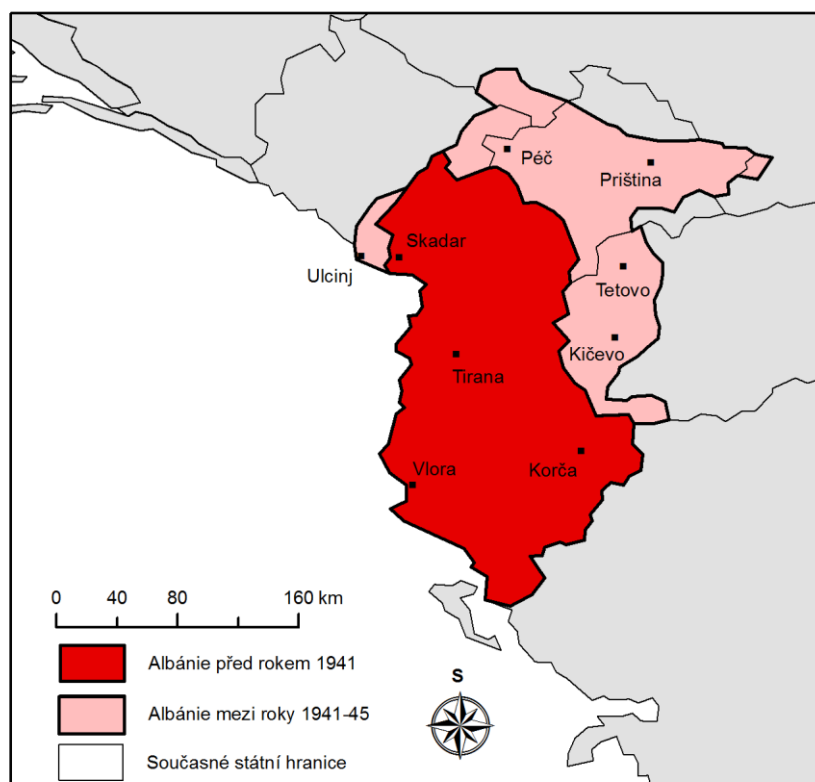 Péč
Priština
Skadar
Ulcinj
Tetovo
Kičevo
Tirana
Korča
Vlora
0 40 80 160 km
S
Albánie před rokem 1941
Albánie mezi roky 1941-45
Současné státní hranice